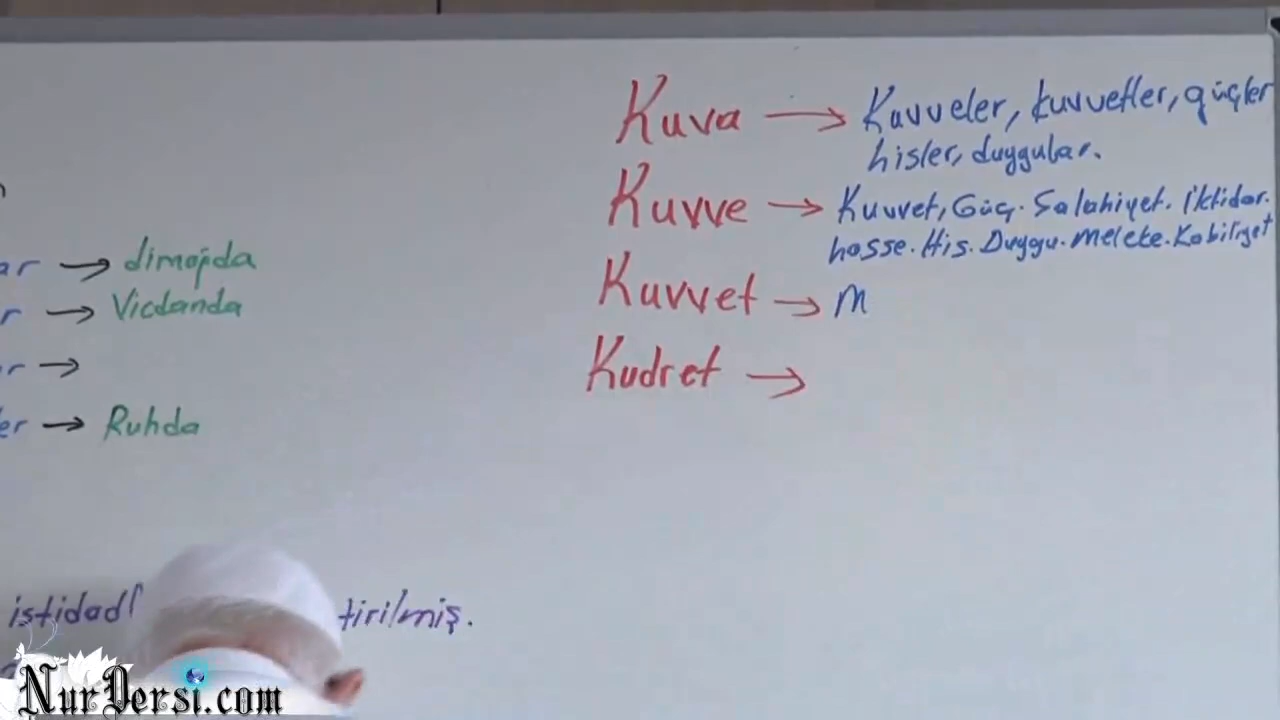 Kuva → Kuvveler, kuvvetler, güçler
hisler, duygular.
Kuvve → Kuvvet, Güç. Salahiyet. İktidar.
hasse. His. Duygu. Meleke. Kabiliyet
Kuvvet → M
Kudret →
ar → dimağda
r → Vicdanda
r →
er → Ruhda
istidadl tirilmiş.
NurDersi.com